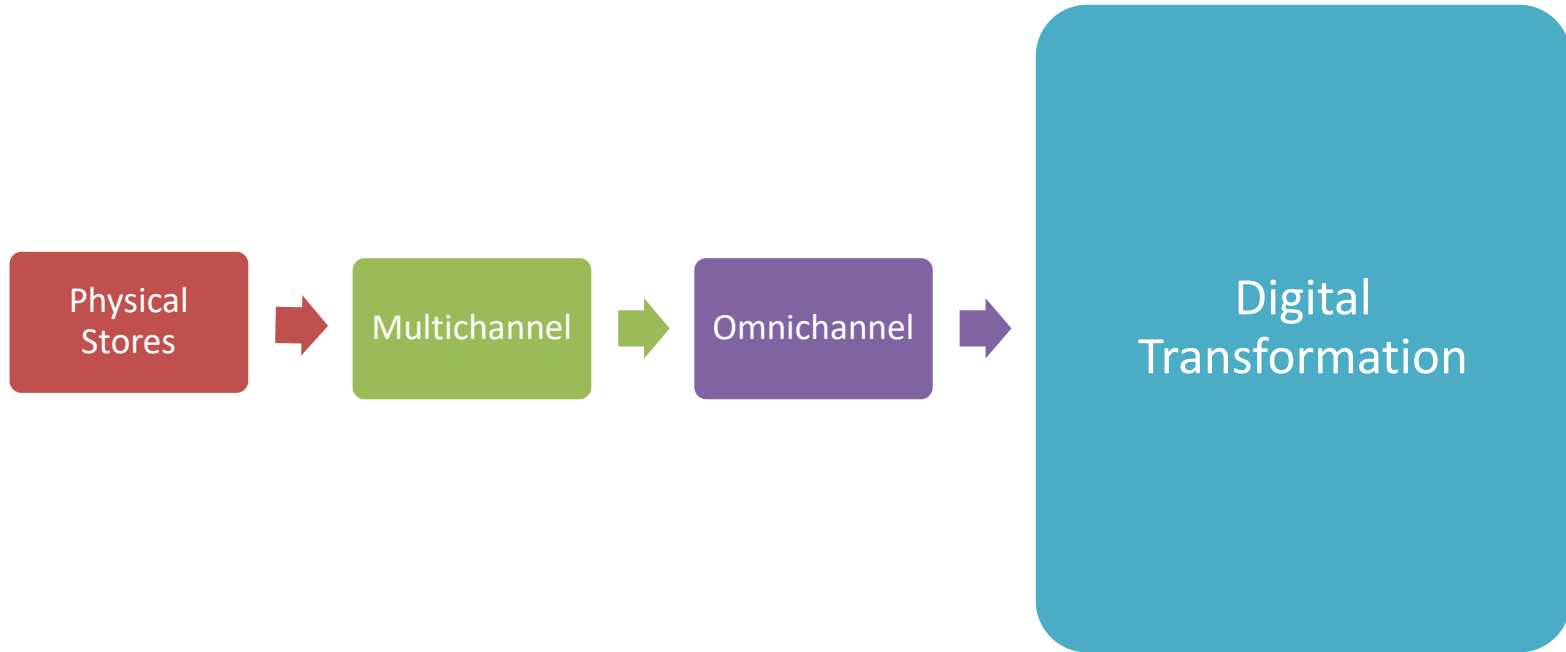 Physical
Stores
Multichannel
Omnichannel
Digital
Transformation